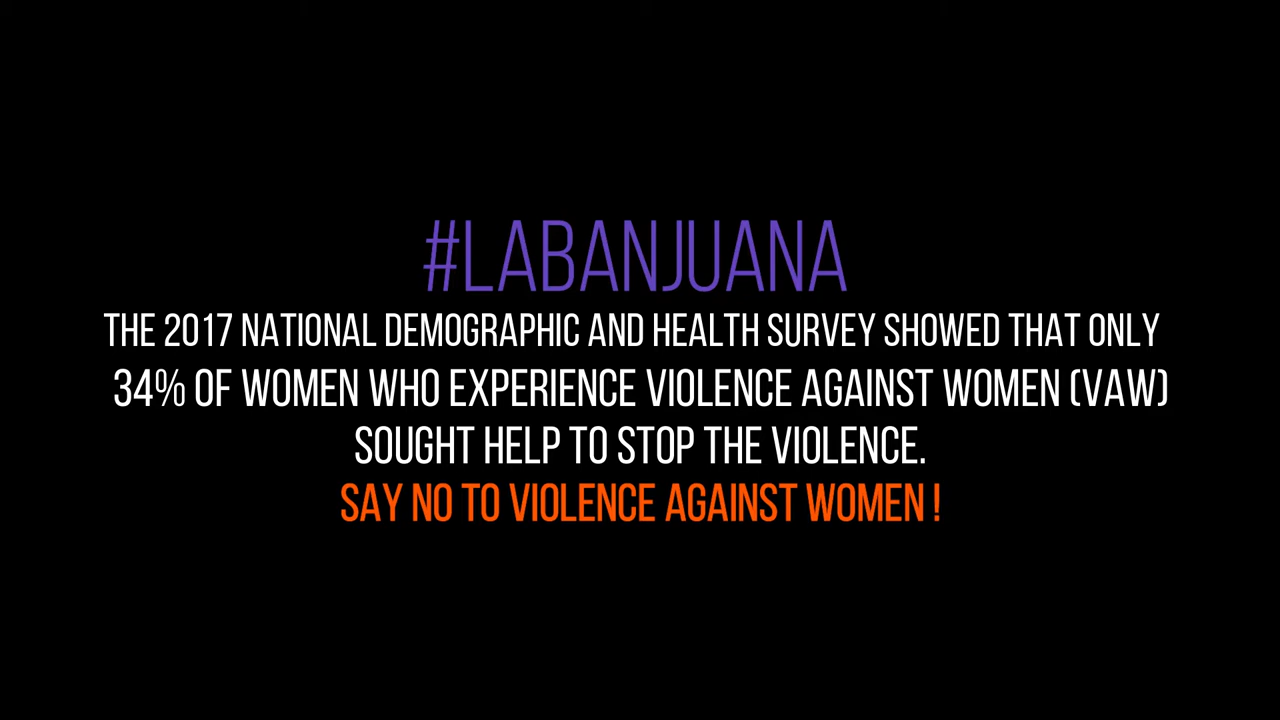 #LABANJUANA
THE 2017 NATIONAL DEMOGRAPHIC AND HEALTH SURVEY SHOWED THAT ONLY
34% OF WOMEN WHO EXPERIENCE VIOLENCE AGAINST WOMEN (VAW)
SOUGHT HELP TO STOP THE VIOLENCE.
SAY NO TO VIOLENCE AGAINST WOMEN !